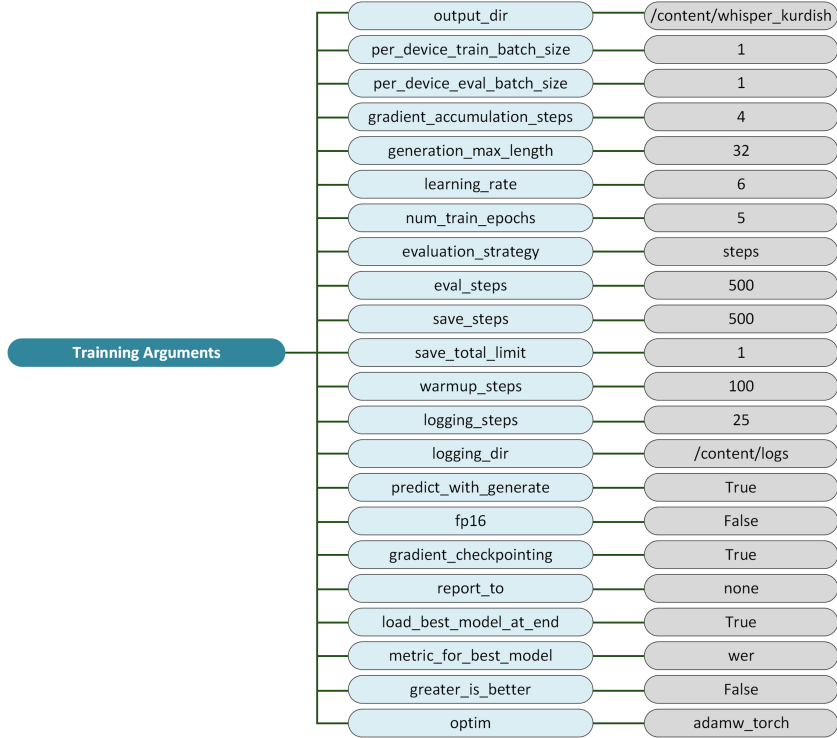 output_dir /content/whisper_kurdish
per_device_train_batch_size 1
per_device_eval_batch_size 1
gradient_accumulation_steps 4
generation_max_length 32
learning_rate 6
num_train_epochs 5
evaluation_strategy steps
eval_steps 500
save_steps 500
Trainning Arguments
save_total_limit 1
warmup_steps 100
logging_steps 25
logging_dir /content/logs
predict_with_generate True
fp16 False
gradient_checkpointing True
report_to none
load_best_model_at_end True
metric_for_best_model wer
greater_is_better False
optim adamw_torch